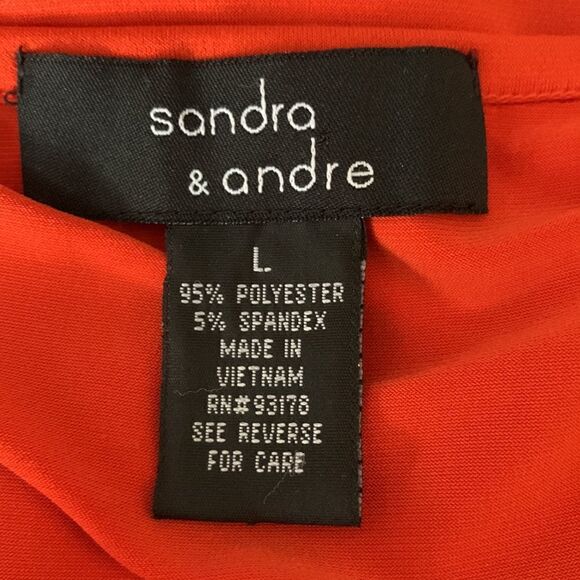 sandra
& andre
L
95% POLYESTER
5% SPANDEX
MADE IN
VIETNAM
RN#93178
SEE REVERSE
FOR CARE